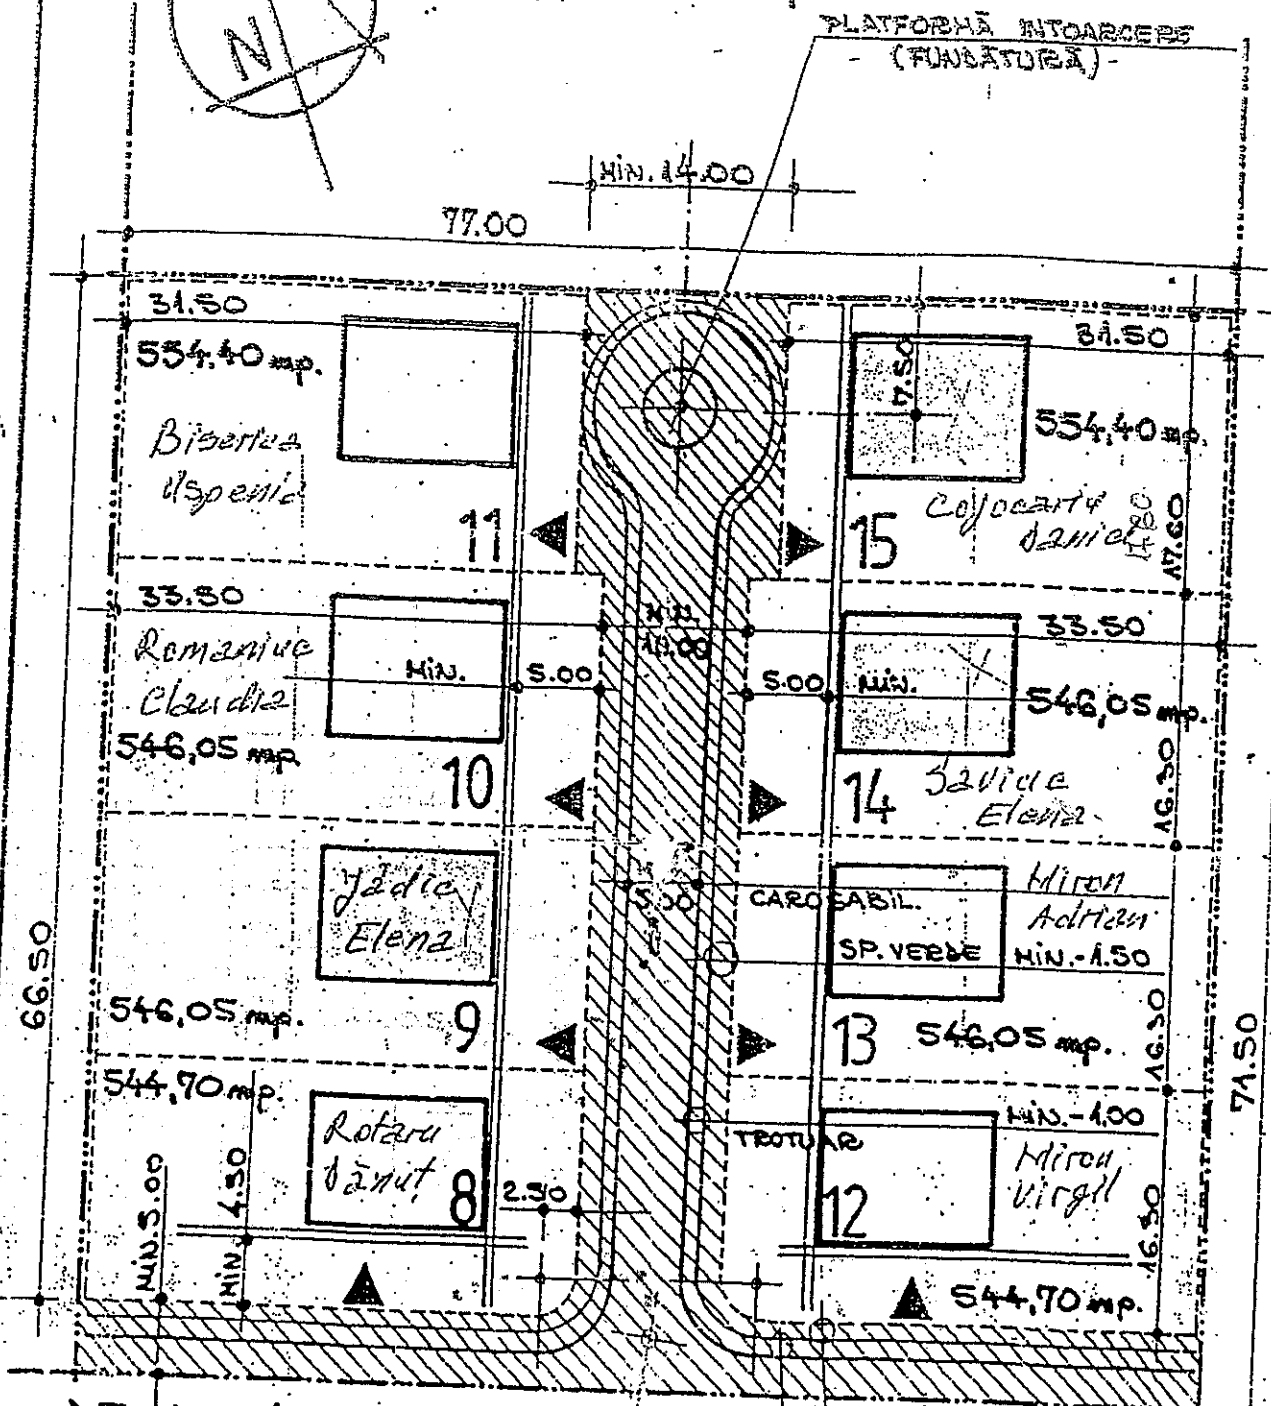 N
PLATFORMĂ INTOARCERE
- (FUNDĂTURĂ) -
MIN. 14.00
77.00
31.50
554,40 mp.
Biserica
Uspenia
11
31.50
7.50
554,40 mp.
15
17.60
33.50
Romaniuc
Claudia
546,05 mp
MIN.
5.00
10
MIN.
10.00
33.50
5.00
MIN.
546,05 mp.
14
Saviuc
Elena
16.30
Elena
546,05 mp.
9
5.50
CAROSABIL.
Miron
Adrian
SP. VERDE
MIN.-1.50
13
546,05 mp.
16.30
66.50
71.50
544,70 mp.
Rotaru
Dănuț
8
2.50
MIN. 5.00
MIN. 4.50
TROTUAR
MIN.-1.00
Miron
Virgil
12
16.30
544,70 mp.